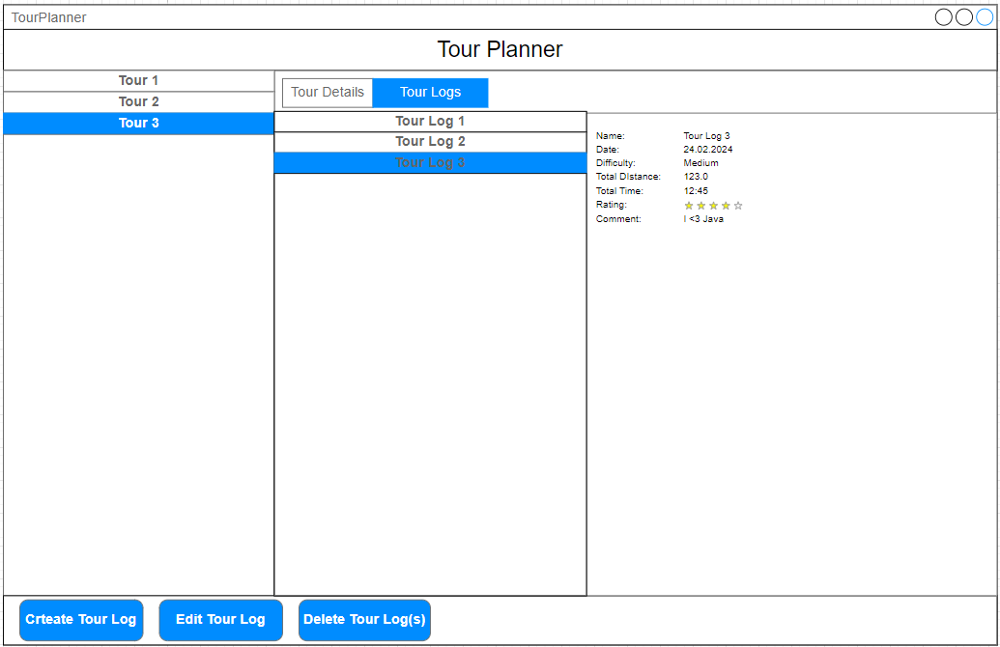 TourPlanner
Tour Planner
Tour 1
Tour 2
Tour 3
Tour Details
Tour Logs
Tour Log 1
Tour Log 2
Tour Log 3
Name: Tour Log 3
Date: 24.02.2024
Difficulty: Medium
Total DIstance: 123.0
Total Time: 12:45
Rating:
Comment: I <3 Java
Crteate Tour Log
Edit Tour Log
Delete Tour Log(s)